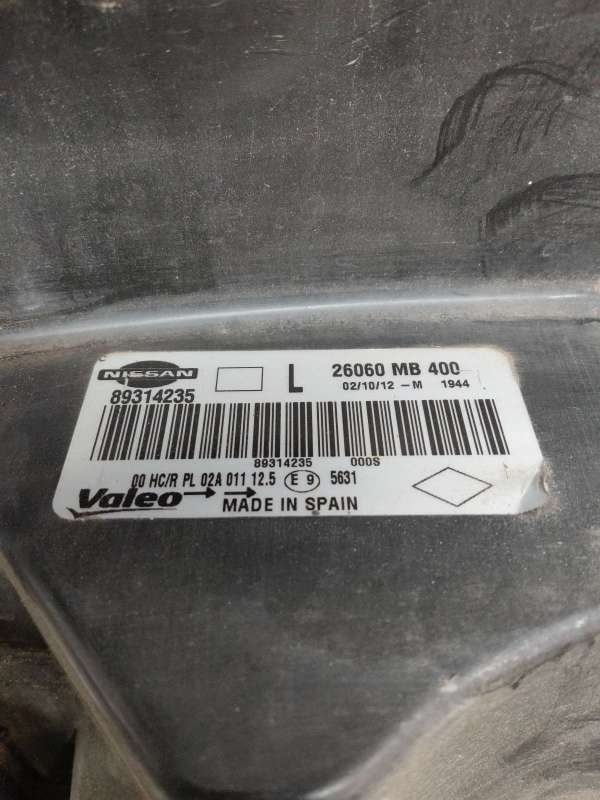 NISSAN L 26060 MB 400
89314235 02/10/12 -M 1944
89314235 000S
00 HC/R PL 02A 011 12.5 E 9 5631
Valeo MADE IN SPAIN